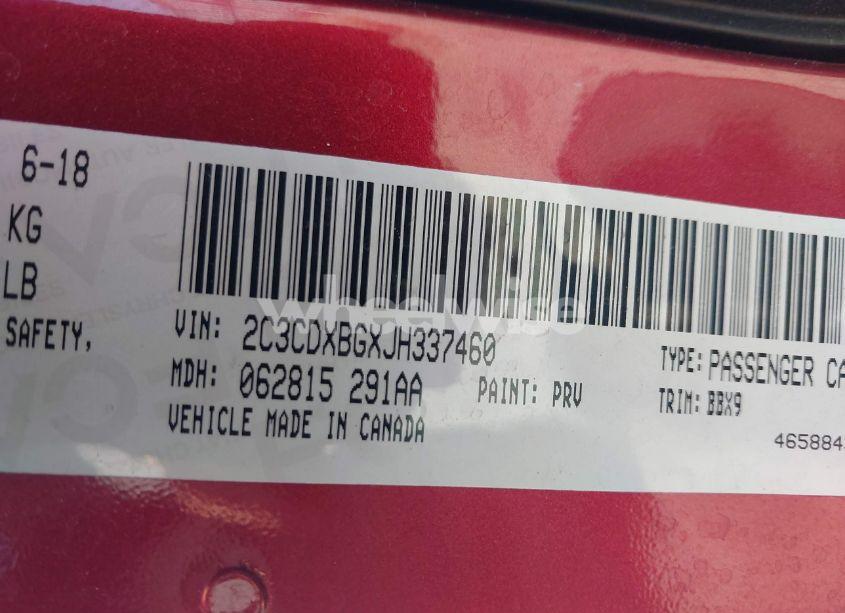 6-18
KG
LB
SAFETY,
VIN: 2C3CDXBGXJH337460
MDH: 062815 291AA
PAINT: PRV
VEHICLE MADE IN CANADA
TYPE: PASSENGER CA
TRIM: BBX9
465884
wheelwise